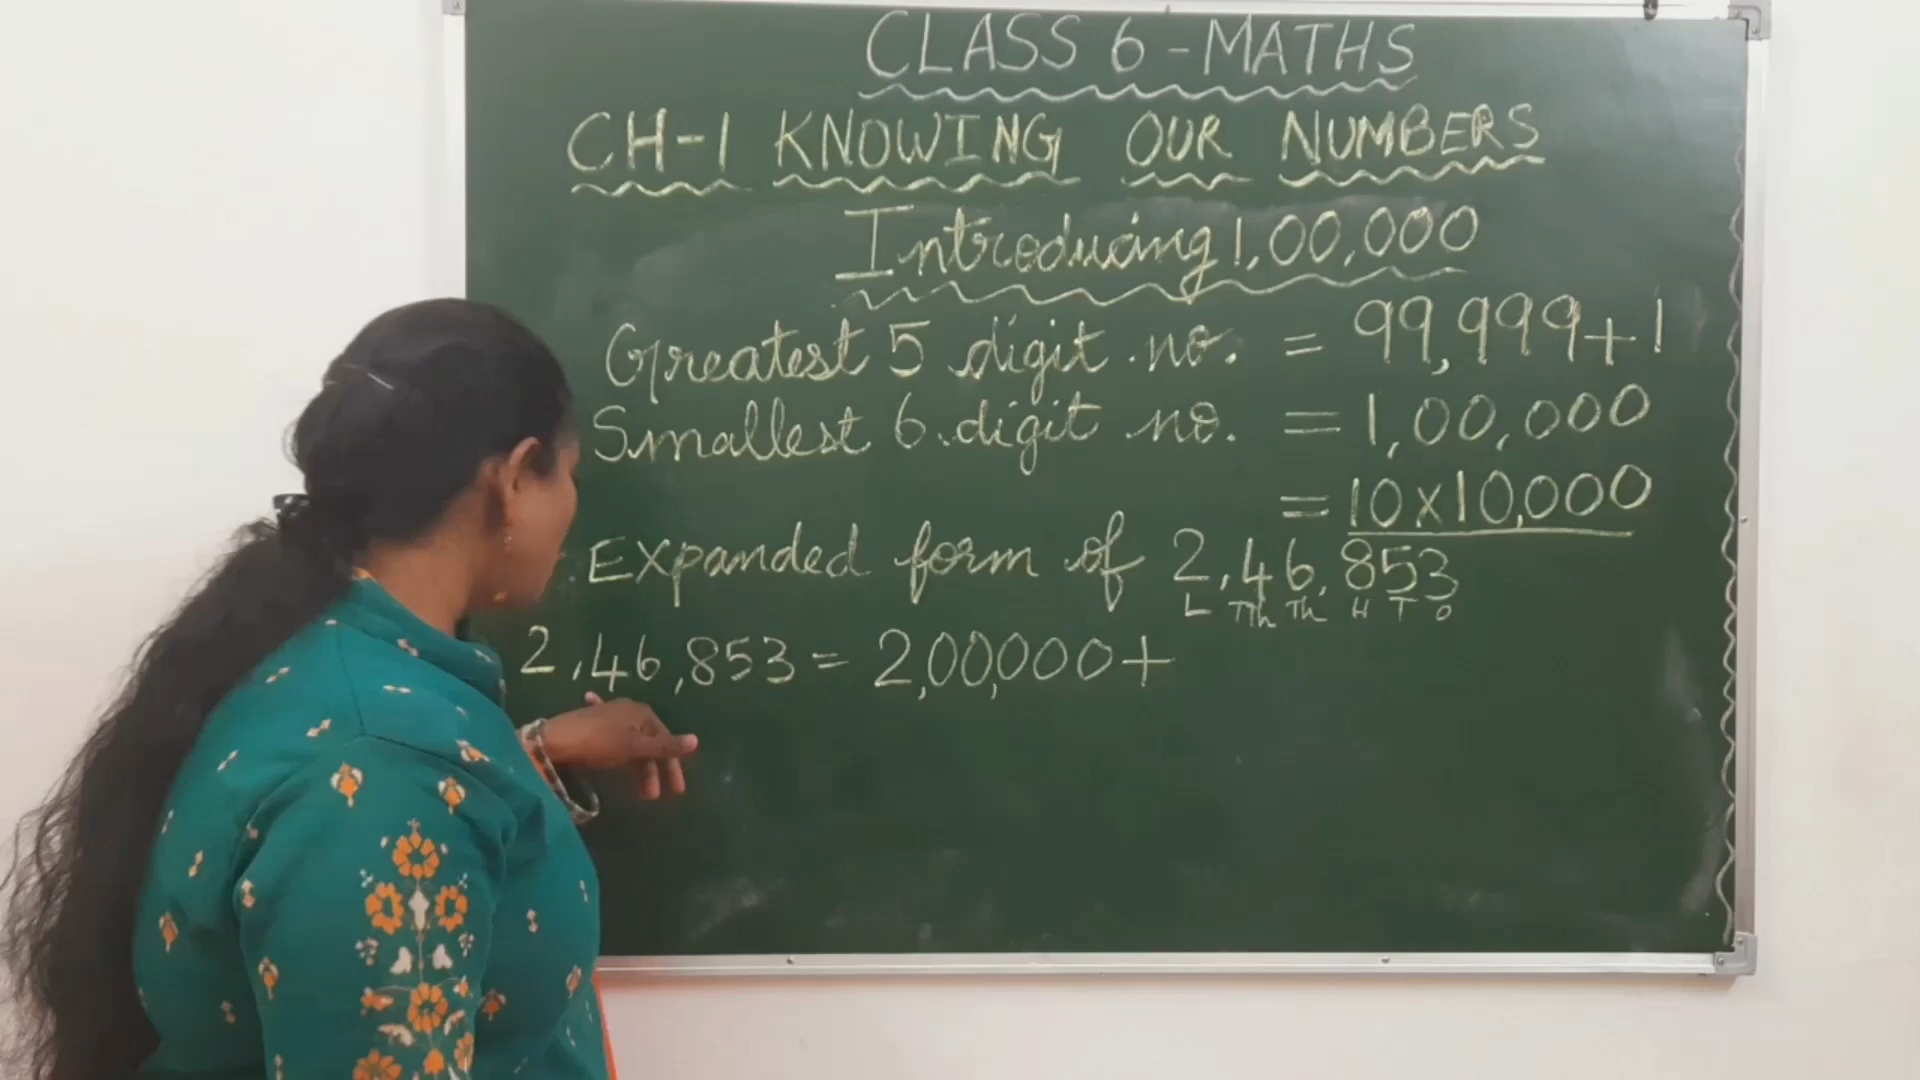 CLASS 6 - MATHS
CH-1 KNOWING OUR NUMBERS
Introducing 1,00,000
Greatest 5 digit no. = 99,999+1
Smallest 6 digit no. = 1,00,000
= 10x10,000
Expanded form of 2,46,853
L TTh Th H T O
2,46,853 = 2,00,000+